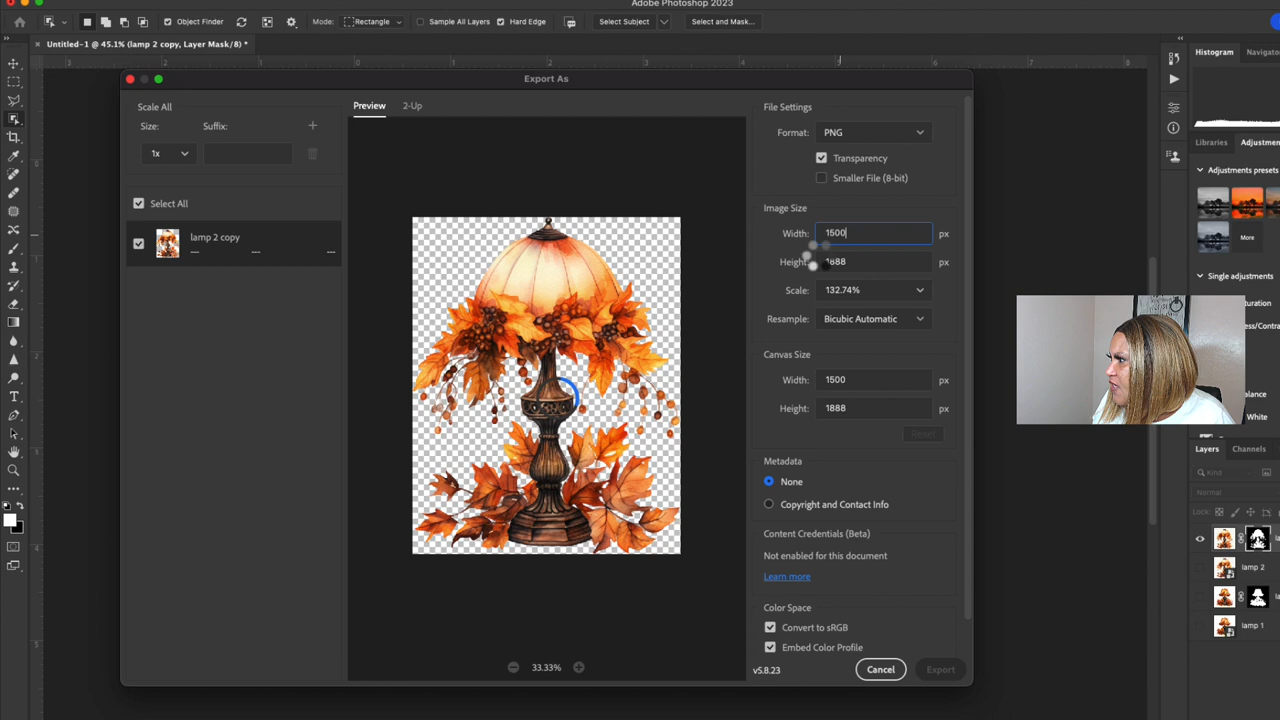 Adobe Photoshop 2023
Object Finder
Mode:
Rectangle
Sample All Layers
Hard Edge
Select Subject
Select and Mask...
Untitled-1 @ 45.1% (lamp 2 copy, Layer Mask/8) *
Export As
Scale All
Size:
Suffix:
1x
Select All
lamp 2 copy
Preview
2-Up
33.33%
File Settings
Format:
PNG
Transparency
Smaller File (8-bit)
Image Size
Width:
1500
px
Height:
1888
px
Scale:
132.74%
Resample:
Bicubic Automatic
Canvas Size
Width:
1500
px
Height:
1888
px
Reset
Metadata
None
Copyright and Contact Info
Content Credentials (Beta)
Not enabled for this document
Learn more
Color Space
Convert to sRGB
Embed Color Profile
v5.8.23
Cancel
Export
Histogram
Navigator
Libraries
Adjustments presets
More
Single adjustments
White
Layers
Channels
Kind
Normal
Lock:
lamp 2
lamp 1